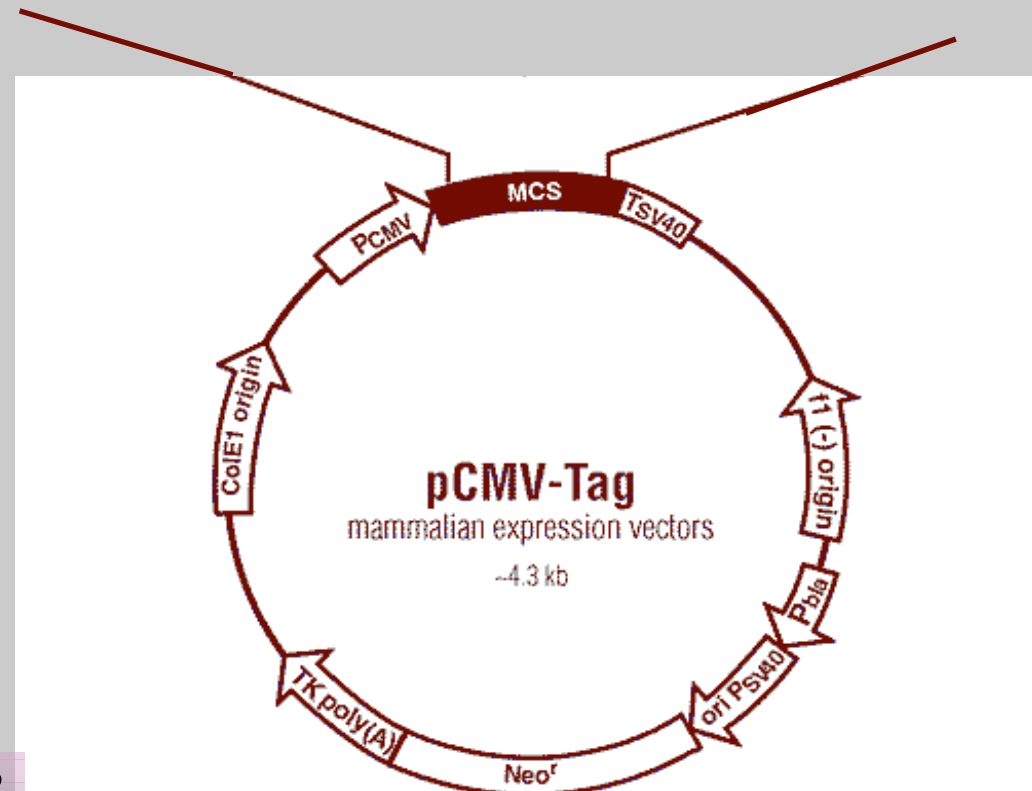 MCS
TSV40
PCMV
ColE1 origin
f1 (-) origin
pCMV-Tag
mammalian expression vectors
~4.3 kb
Pbla
ori PSV40
TK poly(A)
Neoʳ